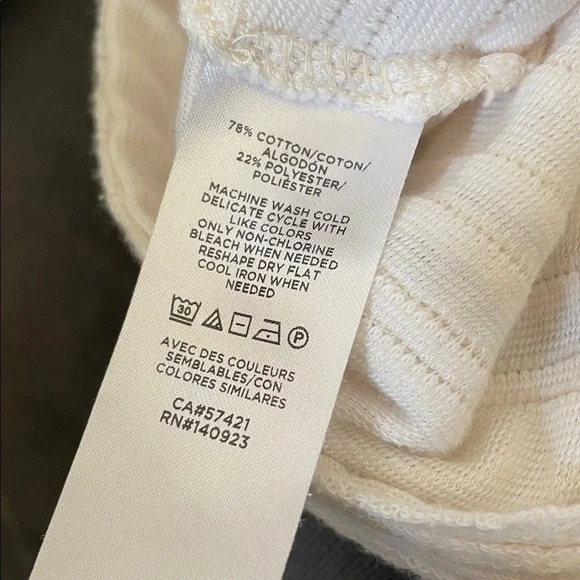 78% COTTON/COTON/
ALGODÓN
22% POLYESTER/
POLIÉSTER
MACHINE WASH COLD
DELICATE CYCLE WITH
LIKE COLORS
ONLY NON-CHLORINE
BLEACH WHEN NEEDED
RESHAPE DRY FLAT
COOL IRON WHEN
NEEDED
30 P
AVEC DES COULEURS
SEMBLABLES/CON
COLORES SIMILARES
CA#57421
RN#140923